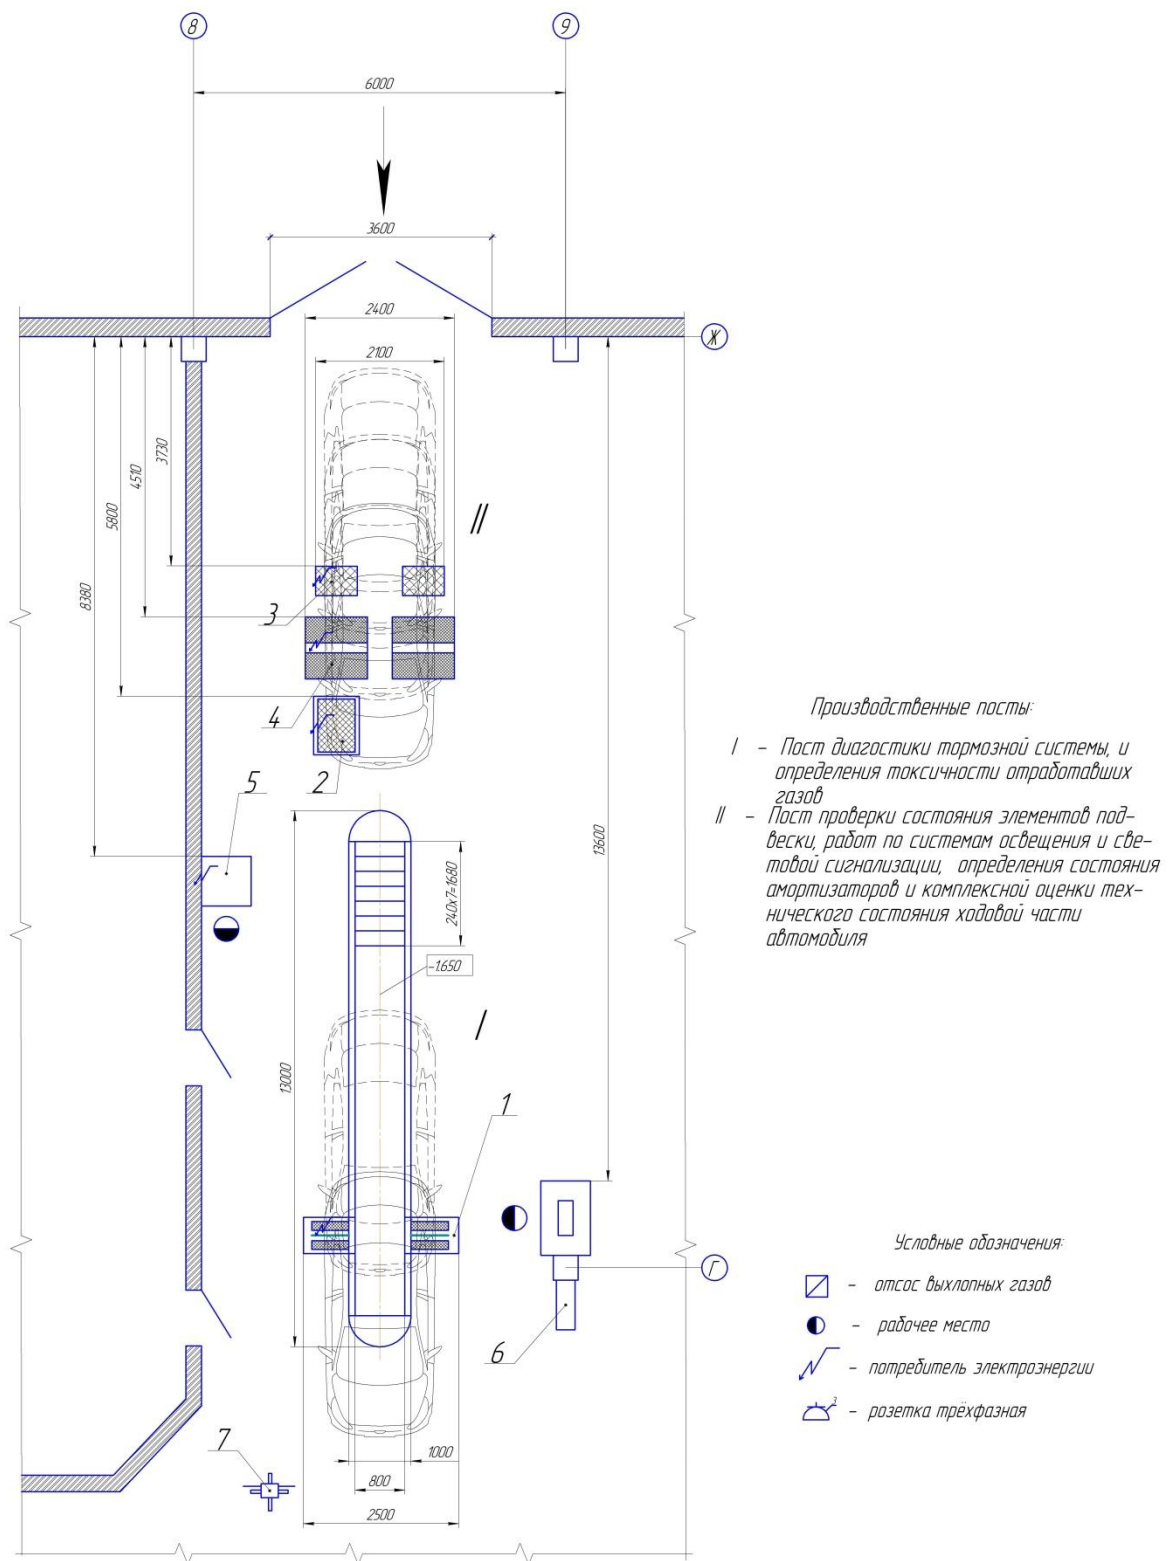 8
9
6000
3600
Ж
2400
2100
3730
4510
5800
8380
II
3
4
2
5
13600
240x7=1680
-1.650
I
13000
1
Г
6
7
1000
800
2500
Производственные посты:
I - Пост диагостики тормозной системы, и
определения токсичности отработавших
газов
II - Пост проверки состояния элементов под-
вески, работ по системам освещения и све-
товой сигнализации, определения состояния
амортизаторов и комплексной оценки тех-
нического состояния ходовой части
автомобиля
Условные обозначения:
- отсос выхлопных газов
- рабочее место
- потребитель электроэнергии
3
- розетка трёхфазная